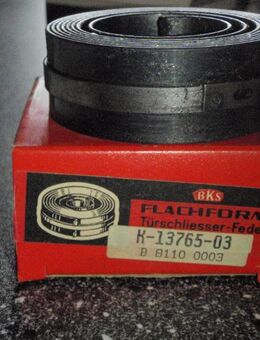 BKS
FLACHFORM
Türschliesser-Fede
K-13765-03
B 8110 0003